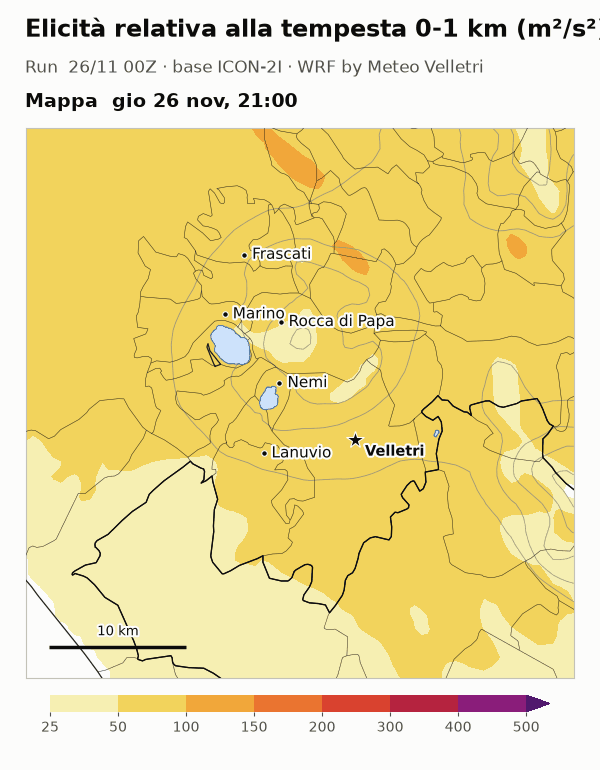 Elicità relativa alla tempesta 0-1 km (m²/s²)
Run  26/11 00Z · base ICON-2I · WRF by Meteo Velletri
Mappa  gio 26 nov, 21:00
Frascati
Marino
Rocca di Papa
Nemi
Velletri
Lanuvio
10 km
25 50 100 150 200 300 400 500